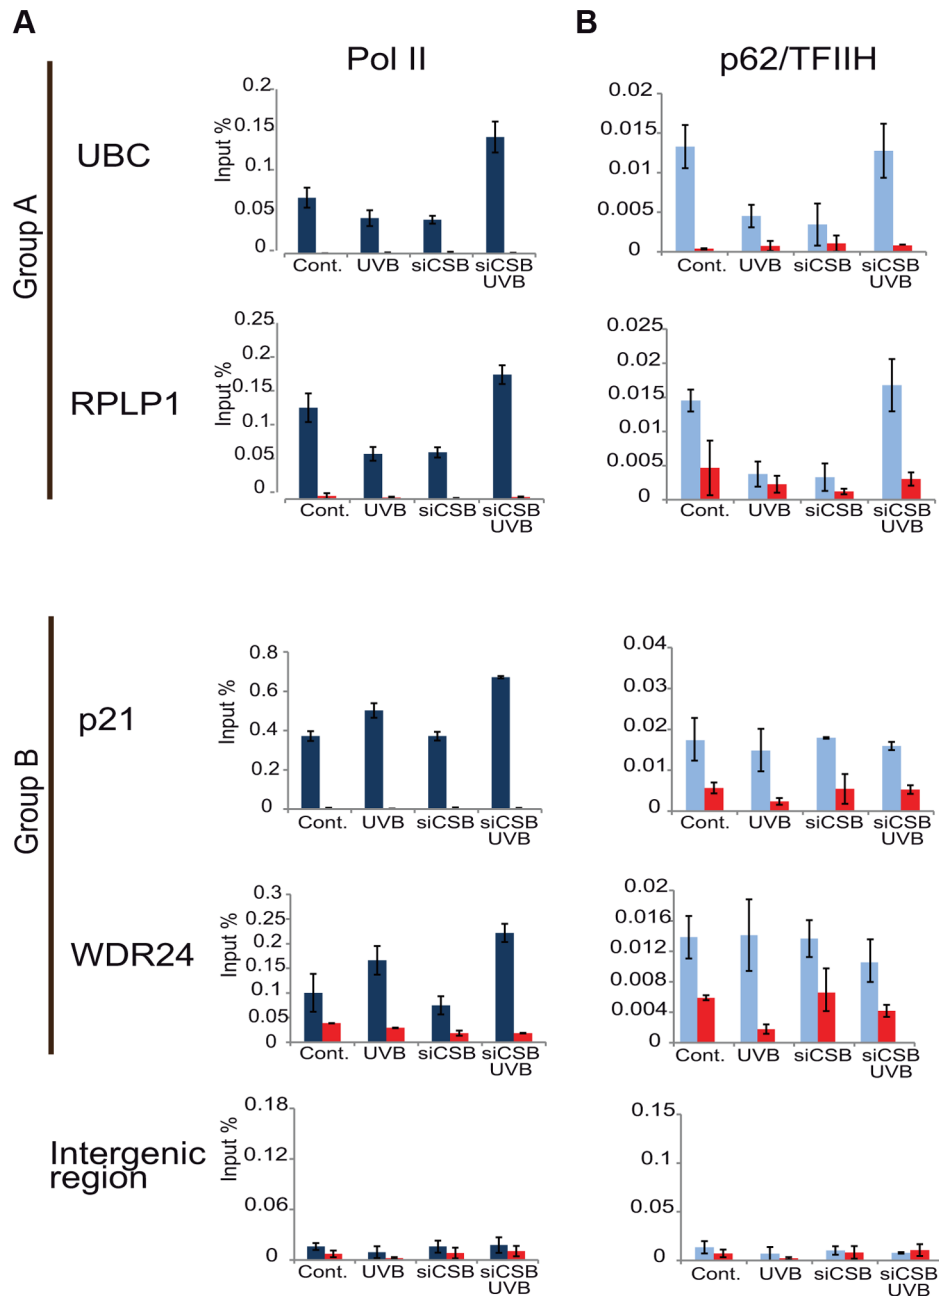 A
B
Pol II
p62/TFIIH
Group A
UBC
Input %
0.2
0.15
0.1
0.05
0
Cont. UVB siCSB siCSB
UVB
0.02
0.015
0.01
0.005
0
Cont. UVB siCSB siCSB
UVB
RPLP1
Input %
0.25
0.2
0.15
0.1
0.05
0
Cont. UVB siCSB siCSB
UVB
0.025
0.02
0.015
0.01
0.005
0
Cont. UVB siCSB siCSB
UVB
Group B
p21
Input %
0.8
0.6
0.4
0.2
0
Cont. UVB siCSB siCSB
UVB
0.04
0.03
0.02
0.01
0
Cont. UVB siCSB siCSB
UVB
WDR24
Input %
0.3
0.25
0.2
0.15
0.1
0.05
0
Cont. UVB siCSB siCSB
UVB
0.02
0.016
0.012
0.008
0.004
0
Cont. UVB siCSB siCSB
UVB
Intergenic
region
Input %
0.18
0.12
0.06
0
Cont. UVB siCSB siCSB
UVB
0.15
0.1
0.05
0
Cont. UVB siCSB siCSB
UVB